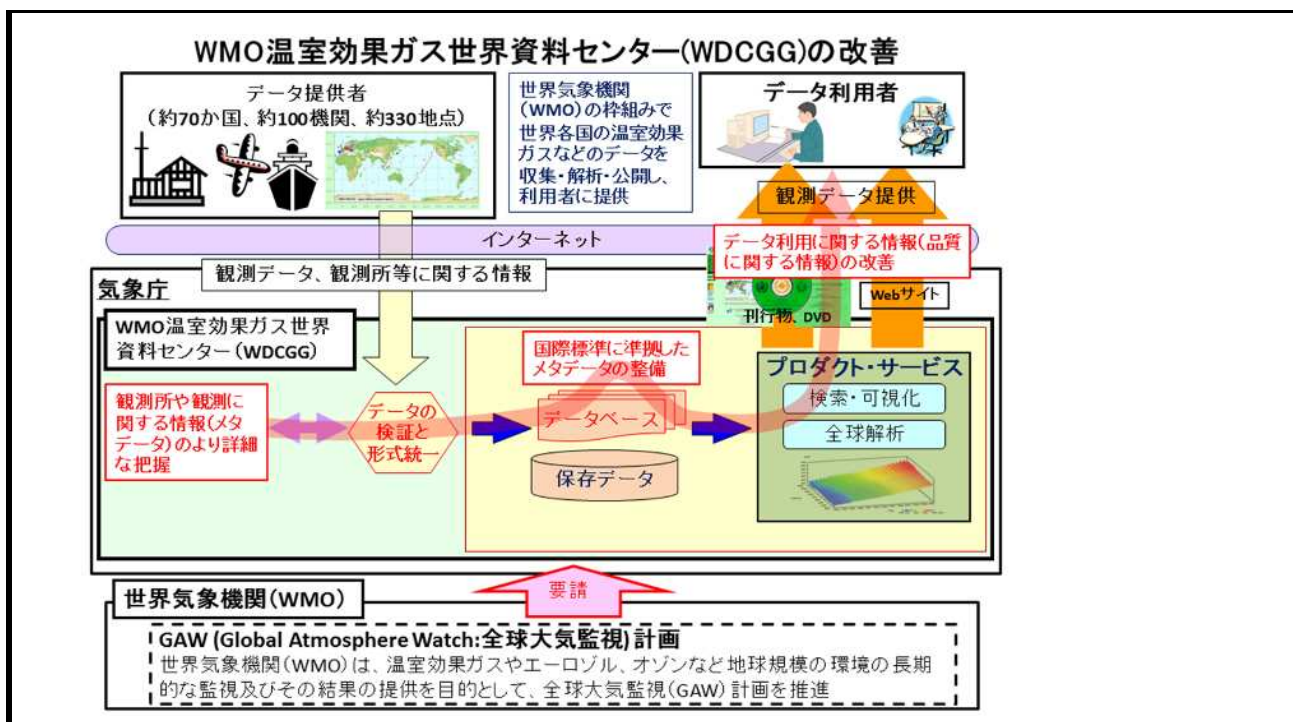 WMO温室効果ガス世界資料センター(WDCGG)の改善
データ提供者
(約70か国、約100機関、約330地点)
世界気象機関
(WMO)の枠組みで
世界各国の温室効果
ガスなどのデータを
収集・解析・公開し、
利用者に提供
データ利用者
観測データ提供
インターネット
データ利用に関する情報(品質
に関する情報)の改善
観測データ、観測所等に関する情報
気象庁
Webサイト
刊行物、DVD
WMO温室効果ガス世界
資料センター(WDCGG)
国際標準に準拠した
メタデータの整備
プロダクト・サービス
検索・可視化
全球解析
観測所や観測に
関する情報(メタ
データ)のより詳細
な把握
データの
検証と
形式統一
データベース
保存データ
要請
世界気象機関(WMO)
GAW (Global Atmosphere Watch:全球大気監視)計画
世界気象機関(WMO)は、温室効果ガスやエーロゾル、オゾンなど地球規模の環境の長期
的な監視及びその結果の提供を目的として、全球大気監視(GAW)計画を推進